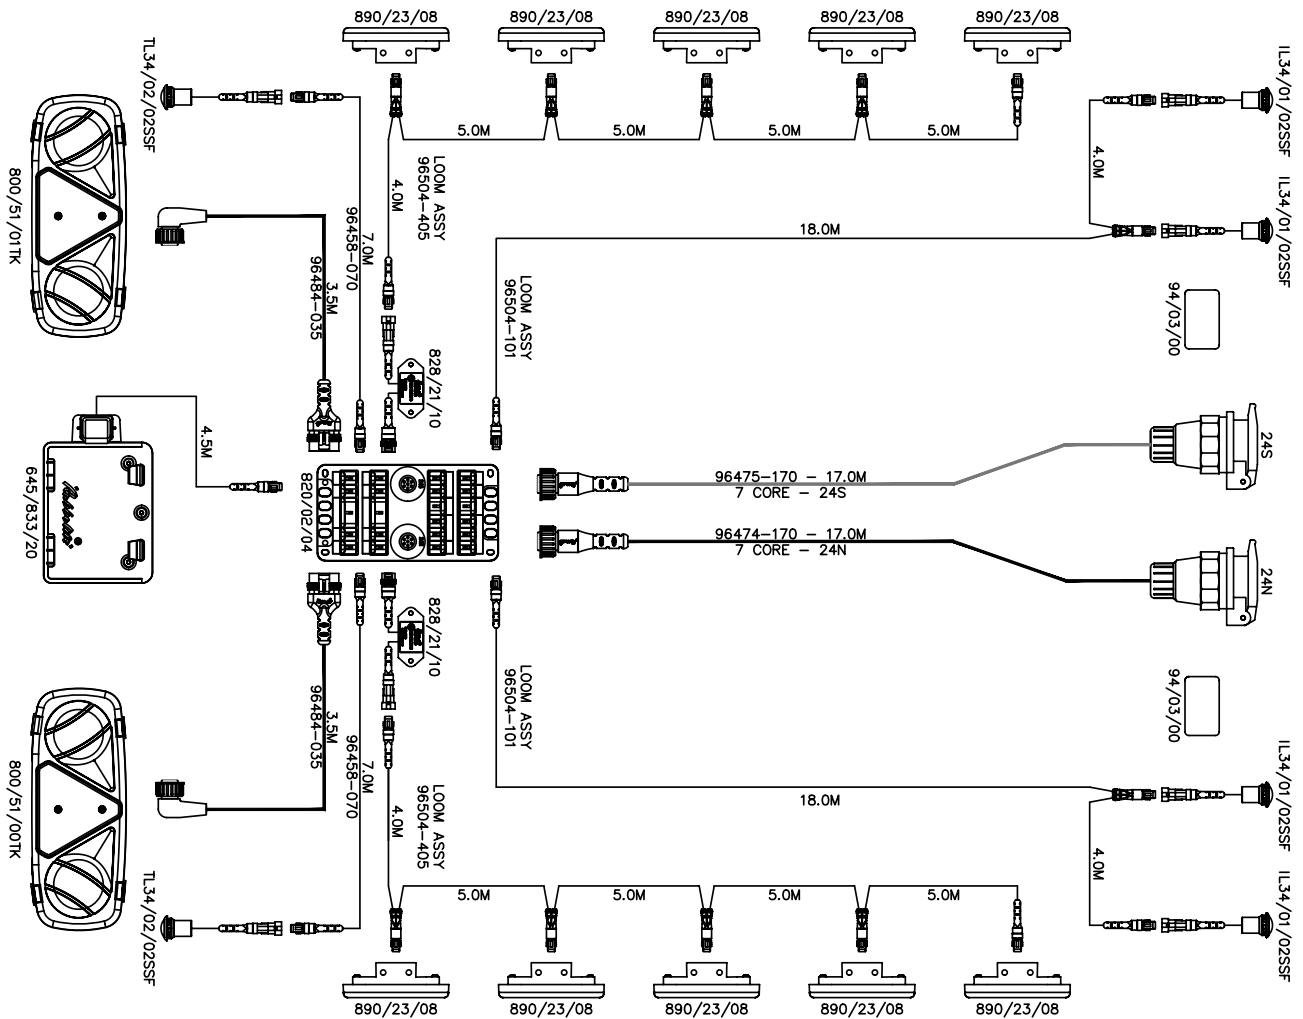 890/23/08
890/23/08
890/23/08
890/23/08
890/23/08
TL34/02/02SSF
IL34/01/02SSF
5.0M
5.0M
5.0M
5.0M
4.0M
LOOM ASSY
96504-405
4.0M
IL34/01/02SSF
800/51/01TK
7.0M
96458-070
18.0M
3.5M
96484-035
LOOM ASSY
96504-101
94/03/00
828/21/10
4.5M
24S
645/833/20
820/02/04
96475-170 - 17.0M
7 CORE - 24S
96474-170 - 17.0M
7 CORE - 24N
24N
828/21/10
LOOM ASSY
96504-101
94/03/00
3.5M
96484-035
7.0M
96458-070
18.0M
IL34/01/02SSF
800/51/00TK
LOOM ASSY
96504-405
4.0M
4.0M
TL34/02/02SSF
5.0M
5.0M
5.0M
5.0M
IL34/01/02SSF
890/23/08
890/23/08
890/23/08
890/23/08
890/23/08